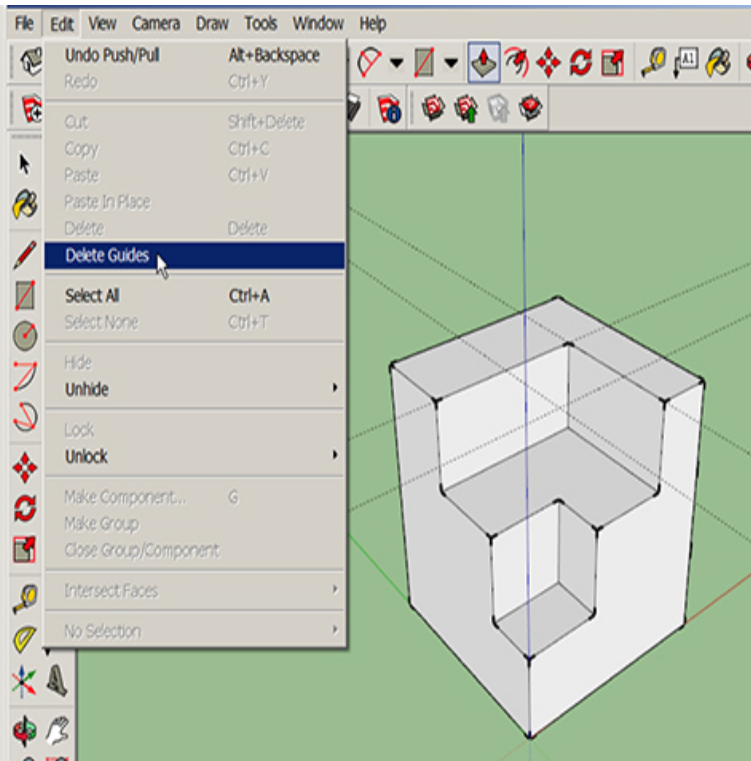 File Edit View Camera Draw Tools Window Help
Undo Push/Pull Alt+Backspace
Redo Ctrl+Y
Cut Shift+Delete
Copy Ctrl+C
Paste Ctrl+V
Paste In Place
Delete Delete
Delete Guides
Select All Ctrl+A
Select None Ctrl+T
Hide
Unhide
Lock
Unlock
Make Component... G
Make Group
Close Group/Component
Intersect Faces
No Selection
A1